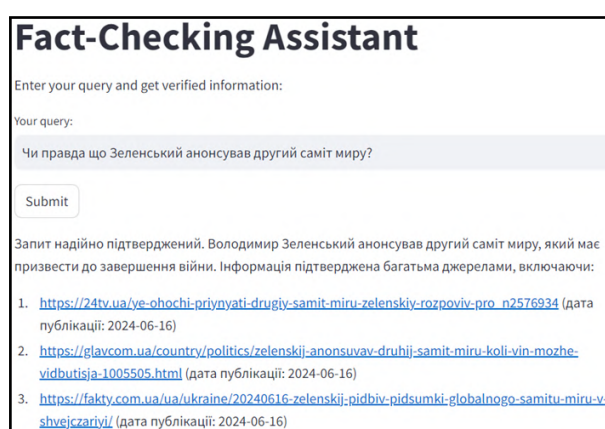 Fact-Checking Assistant
Enter your query and get verified information:
Your query:
Чи правда що Зеленський анонсував другий саміт миру?
Submit
Запит надійно підтверджений. Володимир Зеленський анонсував другий саміт миру, який має
призвести до завершення війни. Інформація підтверджена багатьма джерелами, включаючи:
1. https://24tv.ua/ye-ohochi-priynyati-drugiy-samit-miru-zelenskiy-rozpoviv-pro_n2576934 (дата
публікації: 2024-06-16)
2. https://glavcom.ua/country/politics/zelenskij-anonsuvav-druhij-samit-miru-koli-vin-mozhe-
vidbutisja-1005505.html (дата публікації: 2024-06-16)
3. https://fakty.com.ua/ua/ukraine/20240616-zelenskij-pidbiv-pidsumki-globalnogo-samitu-miru-v-
shvejczariyi/ (дата публікації: 2024-06-16)